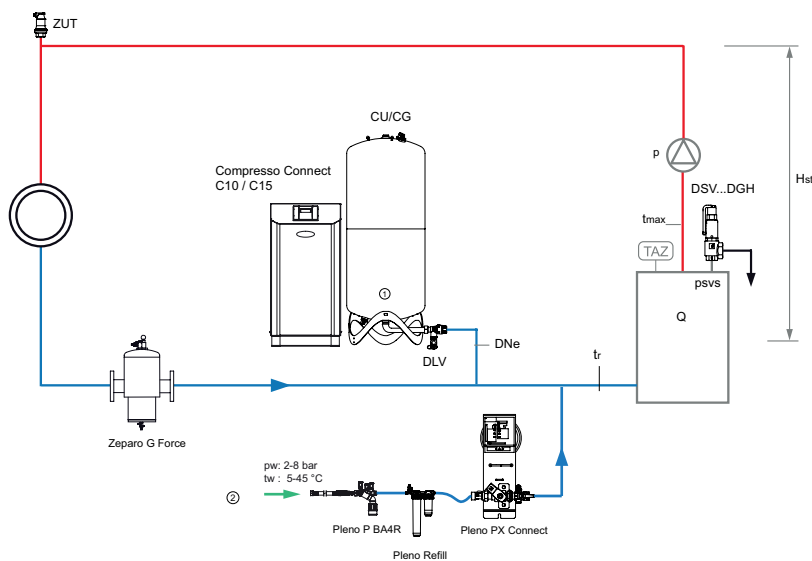 ZUT
CU/CG
Compresso Connect
C10 / C15
p
Hst
DSV...DGH
tmax
TAZ
psvs
①
Q
DNe
DLV
tr
Zeparo G Force
pw: 2-8 bar
tw : 5-45 °C
②
Pleno P BA4R
Pleno PX Connect
Pleno Refill